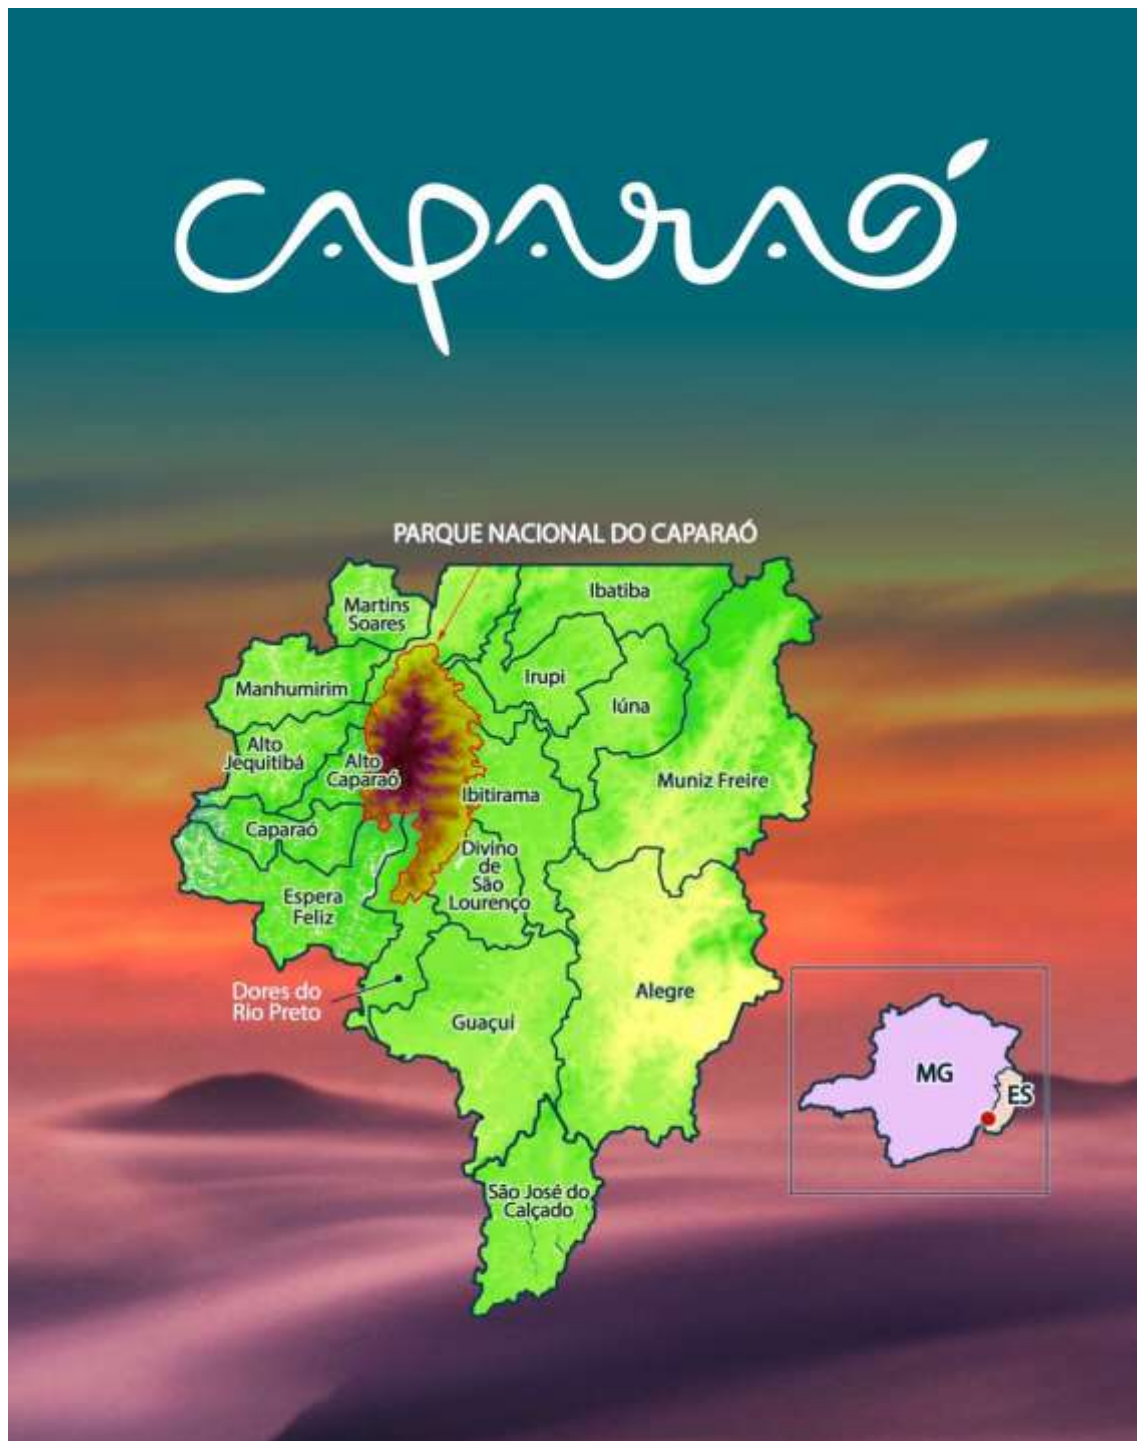 caparaó
PARQUE NACIONAL DO CAPARAÓ
Martins
Soares
Ibatiba
Manhumirim
Irupi
Iúna
Alto
Jequitibá
Alto
Caparaó
Ibitirama
Muniz Freire
Caparaó
Divino
de
São
Lourenço
Espera
Feliz
Dores do
Rio Preto
Guaçuí
Alegre
MG
ES
São José do
Calçado